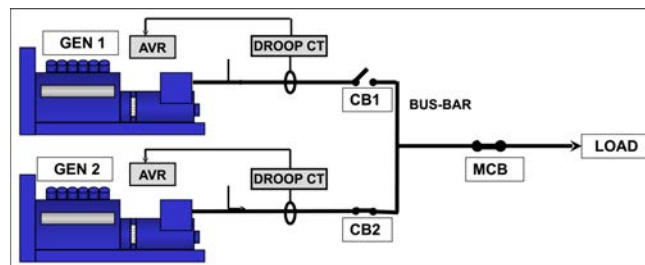 GEN 1
AVR
DROOP CT
CB1
BUS-BAR
GEN 2
AVR
DROOP CT
CB2
MCB
LOAD